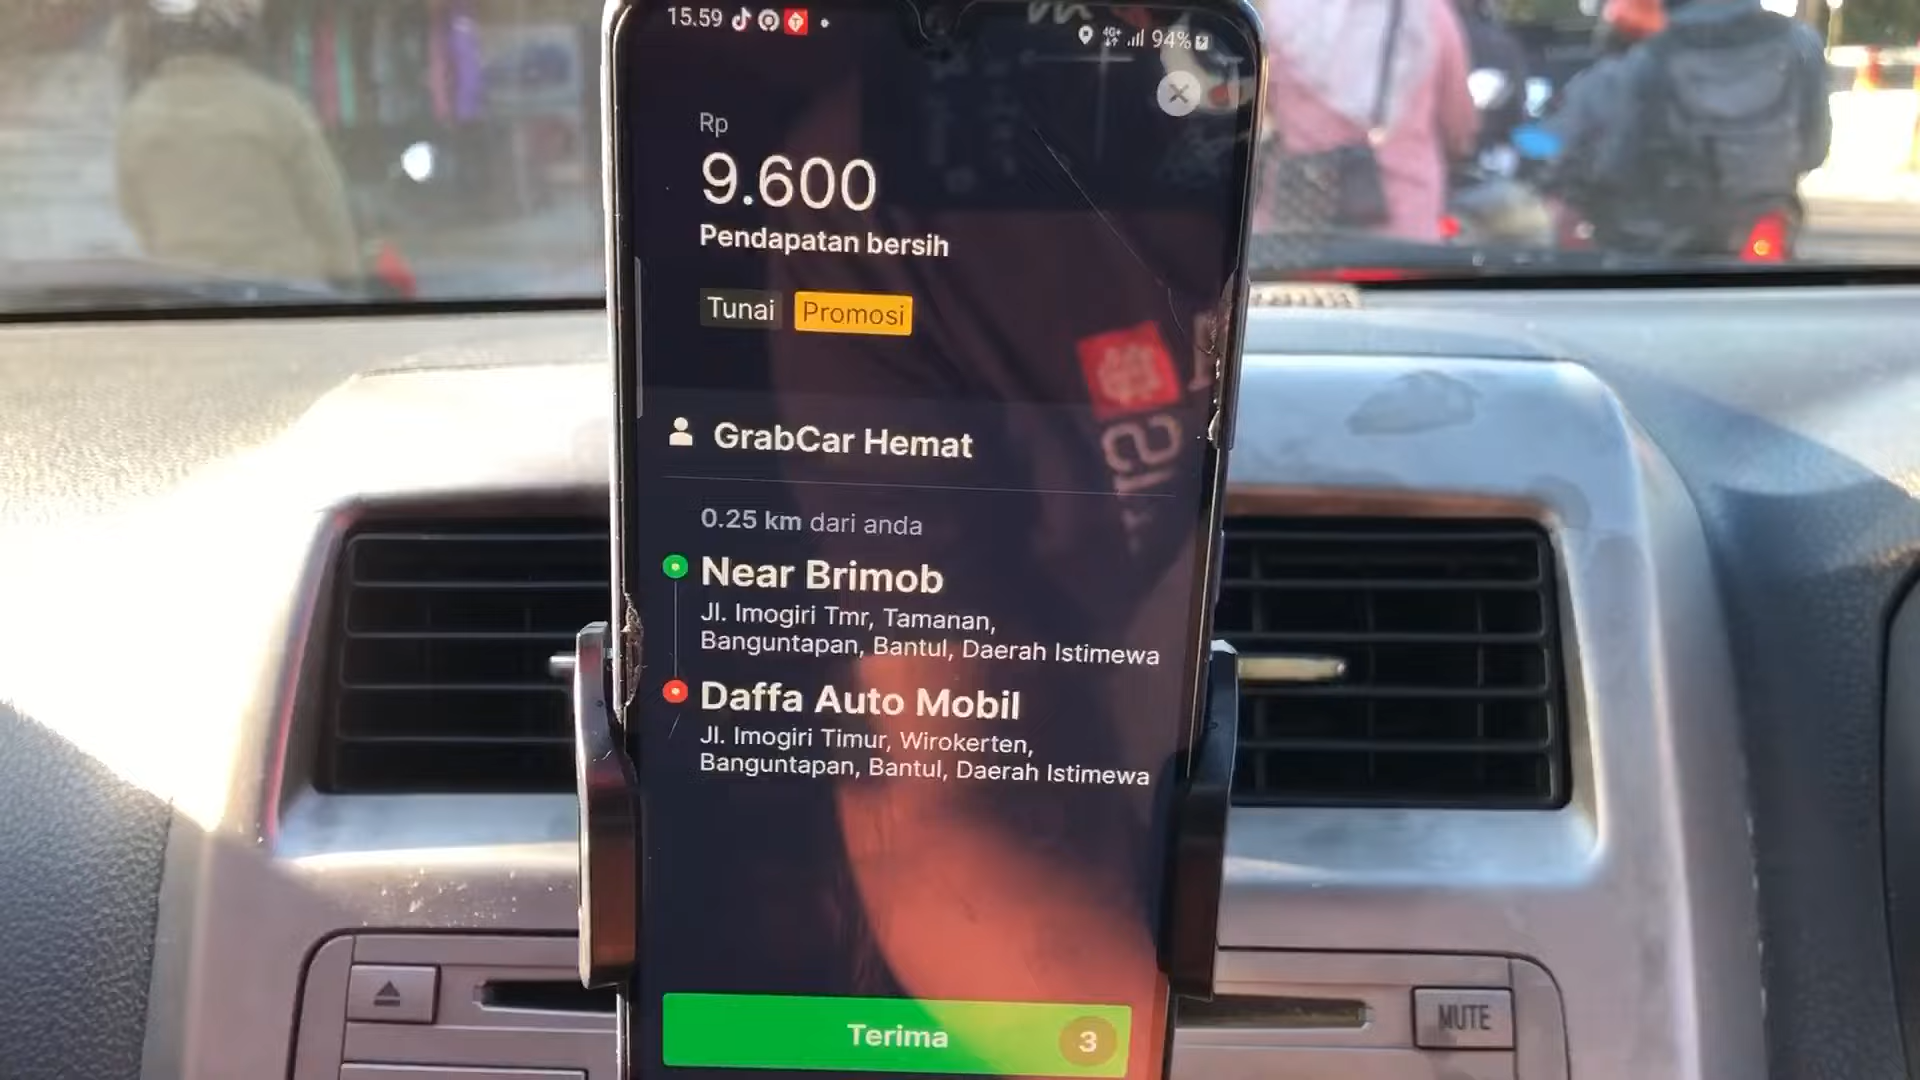 15.59
4G+ 94%
Rp
9.600
Pendapatan bersih
Tunai Promosi
GrabCar Hemat
0.25 km dari anda
Near Brimob
Jl. Imogiri Tmr, Tamanan,
Banguntapan, Bantul, Daerah Istimewa
Daffa Auto Mobil
Jl. Imogiri Timur, Wirokerten,
Banguntapan, Bantul, Daerah Istimewa
Terima 3
MUTE